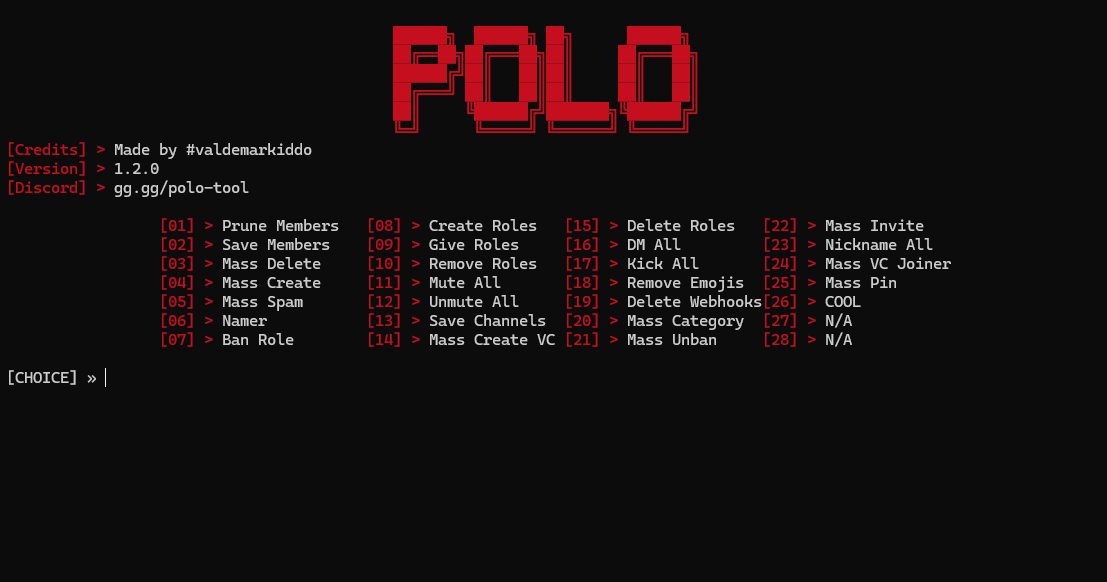 POLO
[Credits] > Made by #valdemarkiddo
[Version] > 1.2.0
[Discord] > gg.gg/polo-tool
[01] > Prune Members [08] > Create Roles [15] > Delete Roles [22] > Mass Invite
[02] > Save Members [09] > Give Roles [16] > DM All [23] > Nickname All
[03] > Mass Delete [10] > Remove Roles [17] > Kick All [24] > Mass VC Joiner
[04] > Mass Create [11] > Mute All [18] > Remove Emojis [25] > Mass Pin
[05] > Mass Spam [12] > Unmute All [19] > Delete Webhooks[26] > COOL
[06] > Namer [13] > Save Channels [20] > Mass Category [27] > N/A
[07] > Ban Role [14] > Mass Create VC [21] > Mass Unban [28] > N/A
[CHOICE] »